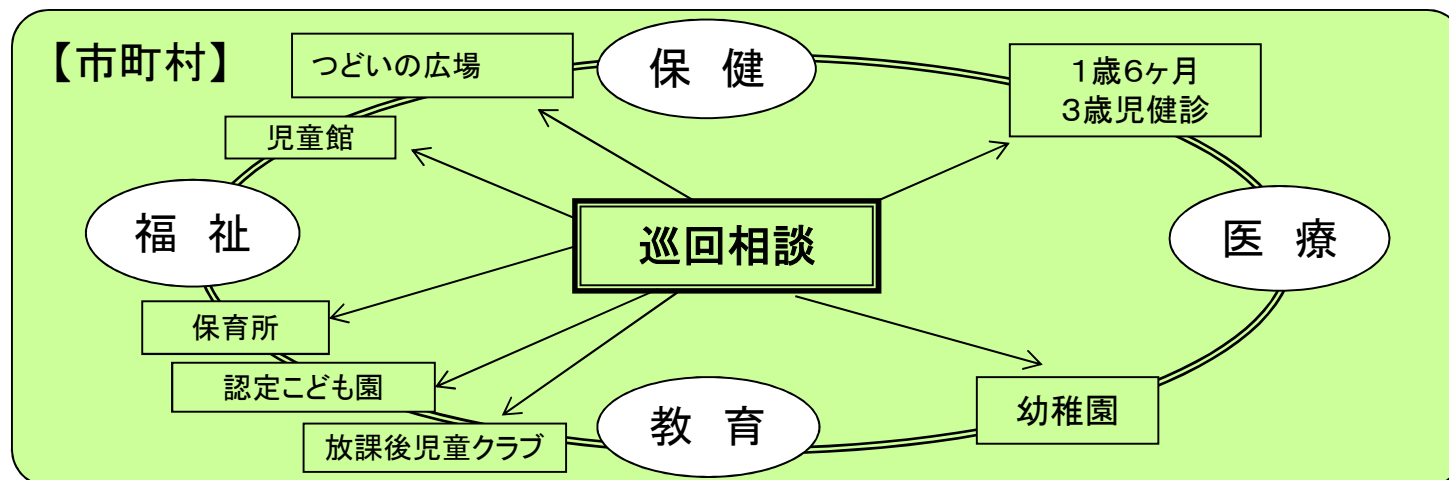 【市町村】
つどいの広場
保 健
1歳6ヶ月
3歳児健診
児童館
福 祉
巡回相談
医 療
保育所
認定こども園
幼稚園
教 育
放課後児童クラブ